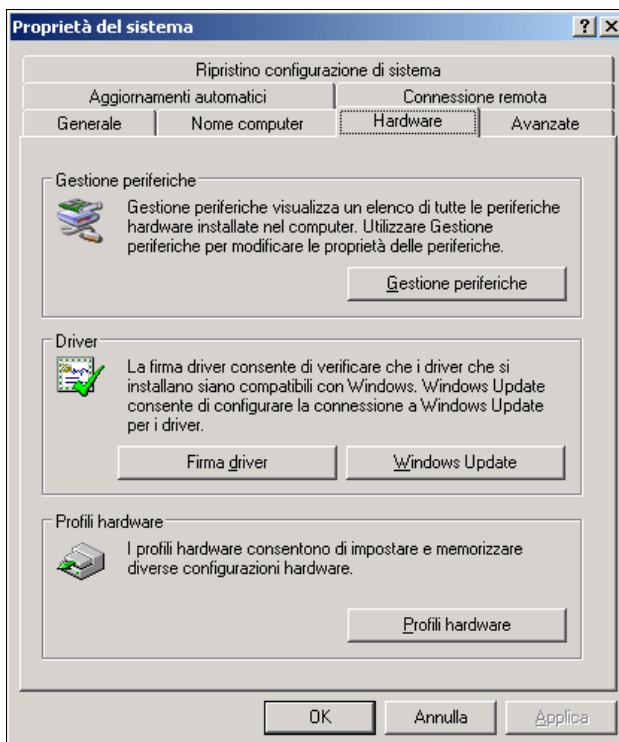 Proprietà del sistema
Ripristino configurazione di sistema
Aggiornamenti automatici
Connessione remota
Generale
Nome computer
Hardware
Avanzate
Gestione periferiche
Gestione periferiche visualizza un elenco di tutte le periferiche
hardware installate nel computer. Utilizzare Gestione
periferiche per modificare le proprietà delle periferiche.
Gestione periferiche
Driver
La firma driver consente di verificare che i driver che si
installano siano compatibili con Windows. Windows Update
consente di configurare la connessione a Windows Update
per i driver.
Firma driver
Windows Update
Profili hardware
I profili hardware consentono di impostare e memorizzare
diverse configurazioni hardware.
Profili hardware
OK
Annulla
Applica